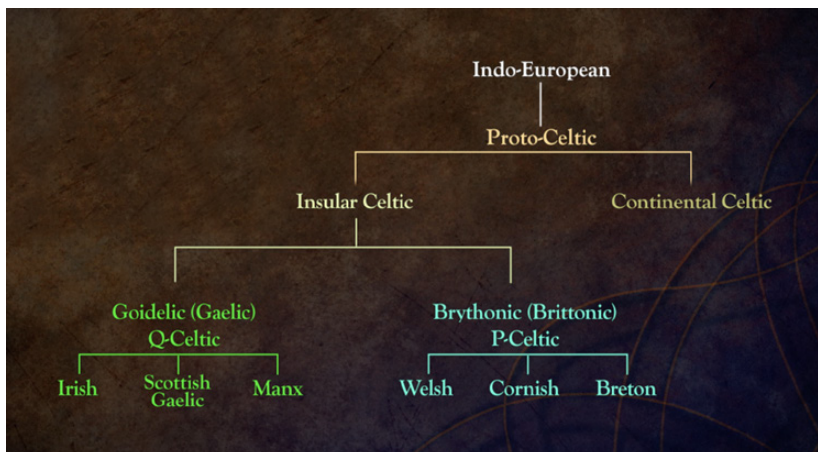 Indo-European
Proto-Celtic
Insular Celtic
Continental Celtic
Goidelic (Gaelic)
Q-Celtic
Brythonic (Brittonic)
P-Celtic
Irish
Scottish
Gaelic
Manx
Welsh
Cornish
Breton